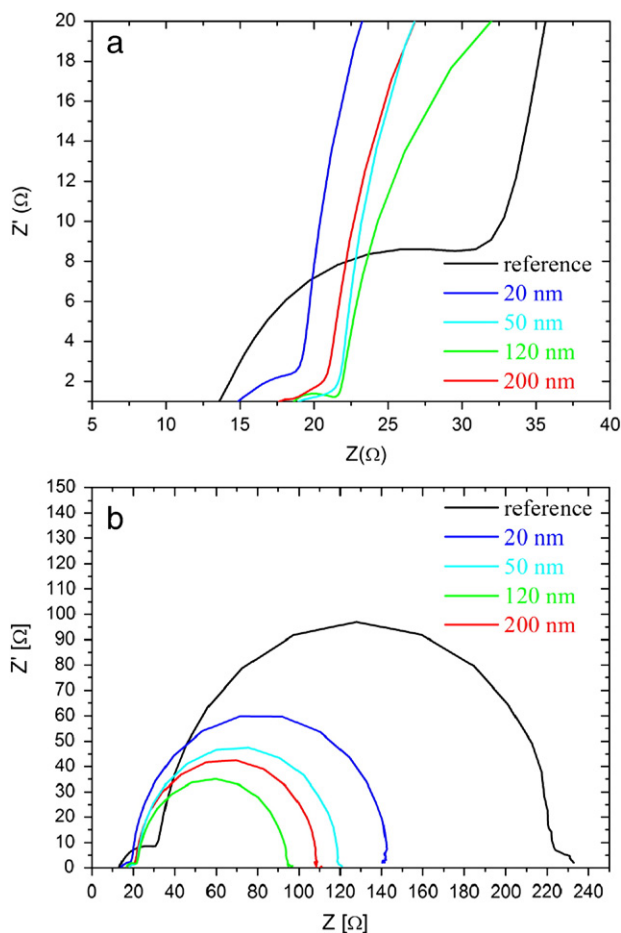 a
20
18
16
14
12
10
8
6
4
2
Z' (Ω)
reference
20 nm
50 nm
120 nm
200 nm
5 10 15 20 25 30 35 40
Z(Ω)
b
150
140
130
120
110
100
90
80
70
60
50
40
30
20
10
0
Z' [Ω]
reference
20 nm
50 nm
120 nm
200 nm
0 20 40 60 80 100 120 140 160 180 200 220 240
Z [Ω]